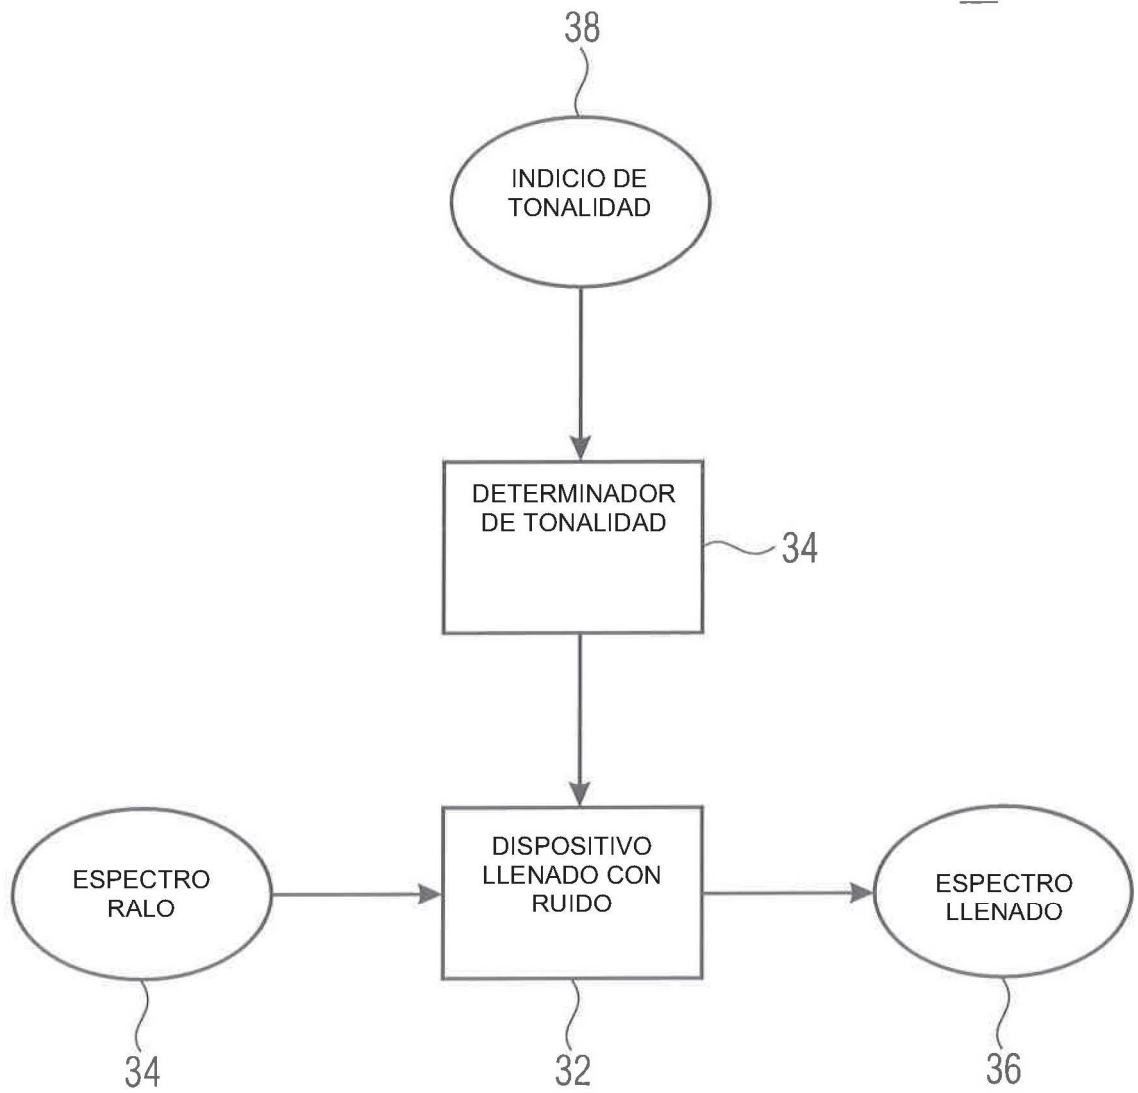 38
INDICIO DE
TONALIDAD
DETERMINADOR
DE TONALIDAD
34
ESPECTRO
RALO
DISPOSITIVO
LLENADO CON
RUIDO
ESPECTRO
LLENADO
34
32
36